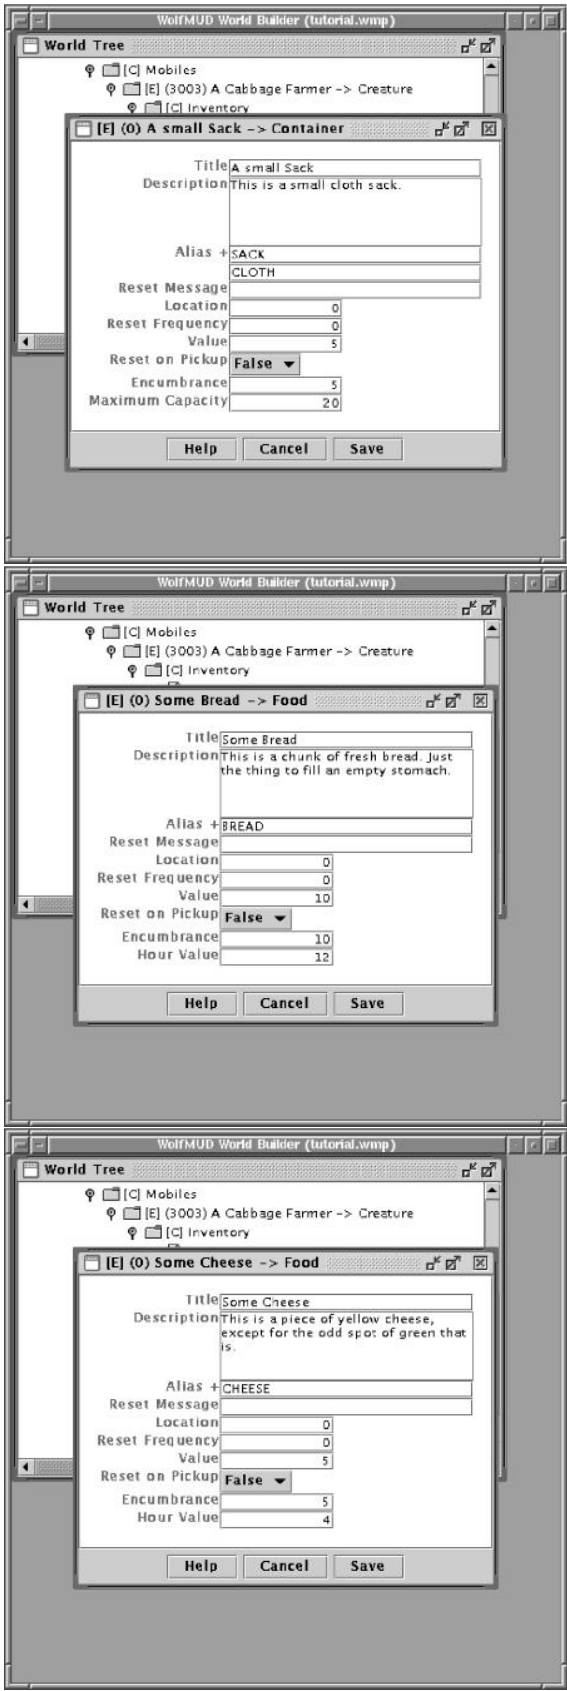 WolfMUD World Builder (tutorial.wmp)
World Tree
[C] Mobiles
[E] (3003) A Cabbage Farmer -> Creature
[C] Inventory
[E] (0) A small Sack -> Container
Title A small Sack
Description This is a small cloth sack.
Alias + SACK
CLOTH
Reset Message
Location 0
Reset Frequency 0
Value 5
Reset on Pickup False
Encumbrance 5
Maximum Capacity 20
Help Cancel Save
WolfMUD World Builder (tutorial.wmp)
World Tree
[C] Mobiles
[E] (3003) A Cabbage Farmer -> Creature
[C] Inventory
[E] (0) Some Bread -> Food
Title Some Bread
Description This is a chunk of fresh bread. Just
the thing to fill an empty stomach.
Alias + BREAD
Reset Message
Location 0
Reset Frequency 0
Value 10
Reset on Pickup False
Encumbrance 10
Hour Value 12
Help Cancel Save
WolfMUD World Builder (tutorial.wmp)
World Tree
[C] Mobiles
[E] (3003) A Cabbage Farmer -> Creature
[C] Inventory
[E] (0) Some Cheese -> Food
Title Some Cheese
Description This is a piece of yellow cheese,
except for the odd spot of green that
is.
Alias + CHEESE
Reset Message
Location 0
Reset Frequency 0
Value 5
Reset on Pickup False
Encumbrance 5
Hour Value 4
Help Cancel Save